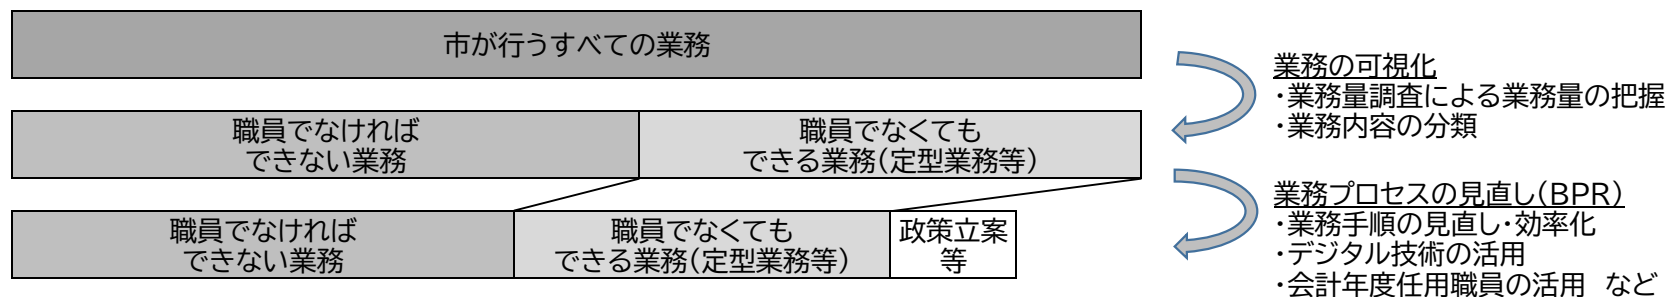 市が行うすべての業務
業務の可視化
・業務量調査による業務量の把握
・業務内容の分類
職員でなければ
できない業務
職員でなくても
できる業務(定型業務等)
業務プロセスの見直し(BPR)
・業務手順の見直し・効率化
・デジタル技術の活用
・会計年度任用職員の活用　など
職員でなければ
できない業務
職員でなくても
できる業務(定型業務等)
政策立案
等